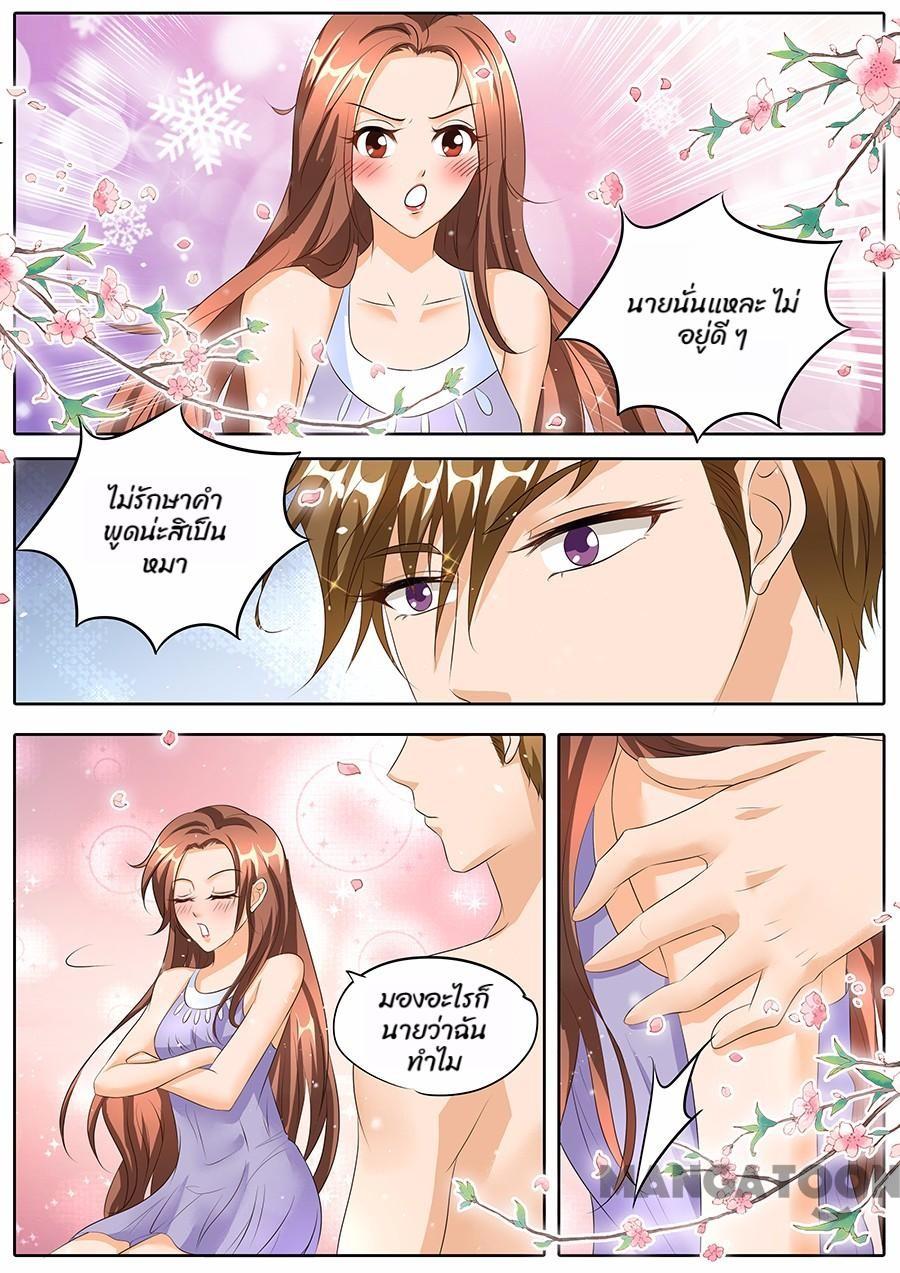 นายนั่นแหละ ไม่
อยู่ดี ๆ
ไม่รักษาคำ
พูดน่ะสิเป็น
หมา
มองอะไรก็
นายว่าฉัน
ทำไม
MANGATOON